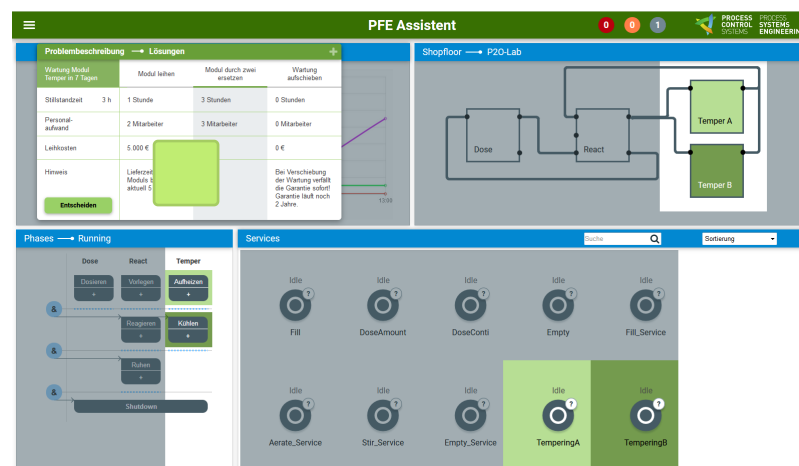 PFE Assistent
0 0 1
PROCESS CONTROL SYSTEMS
PROCESS SYSTEMS ENGINEERIN
Problembeschreibung Lösungen +
Wartung Modul Temper in 7 Tagen
Modul leihen
Modul durch zwei ersetzen
Wartung aufschieben
Stillstandzeit 3 h
1 Stunde
3 Stunden
0 Stunden
Personal-
aufwand
2 Mitarbeiter
3 Mitarbeiter
0 Mitarbeiter
Leihkosten
5.000 €
0 €
Hinweis
Lieferzeit
Moduls
aktuell 5
Bei Verschiebung
der Wartung verfällt
die Garantie sofort!
Garantie läuft noch
2 Jahre.
Entscheiden
13:00
Shopfloor P2O-Lab
Dose
React
Temper A
Temper B
Phases Running
Dose React Temper
Dosieren +
Vorlegen +
Aufheizen +
&
Reagieren +
Kühlen +
&
Ruhen +
&
Shutdown
Services
Suche
Sortierung
Idle Idle Idle Idle Idle
? ? ? ? ?
Fill DoseAmount DoseConti Empty Fill_Service
Idle Idle Idle Idle Idle
? ? ? ? ?
Aerate_Service Stir_Service Empty_Service TemperingA TemperingB